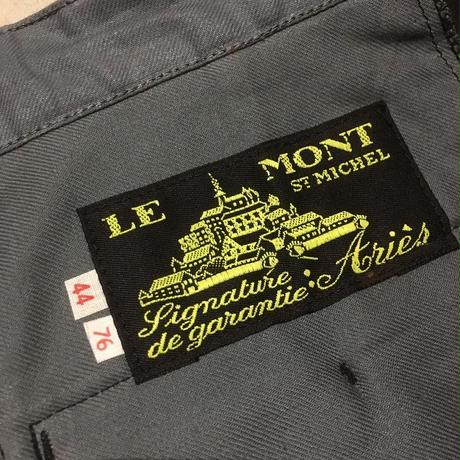 LE MONT
ST MICHEL
Signature
de garantie. Ariès
44
76